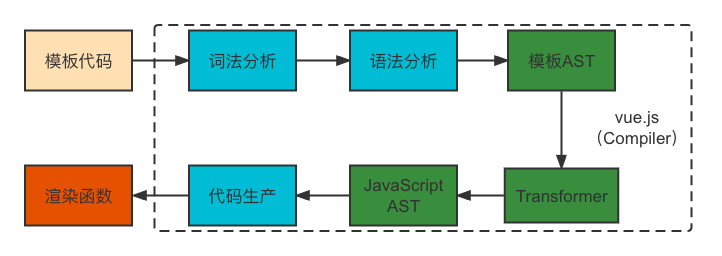 模板代码
词法分析
语法分析
模板AST
vue.js
（Compiler）
渲染函数
代码生产
JavaScript
AST
Transformer